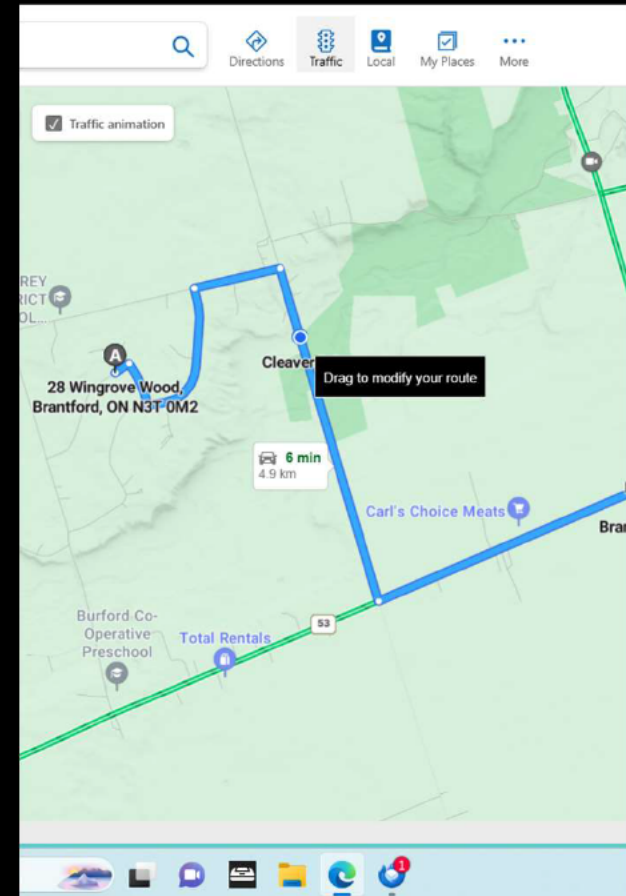 Directions
Traffic
Local
My Places
More
Traffic animation
REY
RICT
OL...
28 Wingrove Wood,
Brantford, ON N3T 0M2
A
Cleaver
Drag to modify your route
6 min
4.9 km
Carl's Choice Meats
Bran
53
Burford Co-
Operative
Preschool
Total Rentals
1